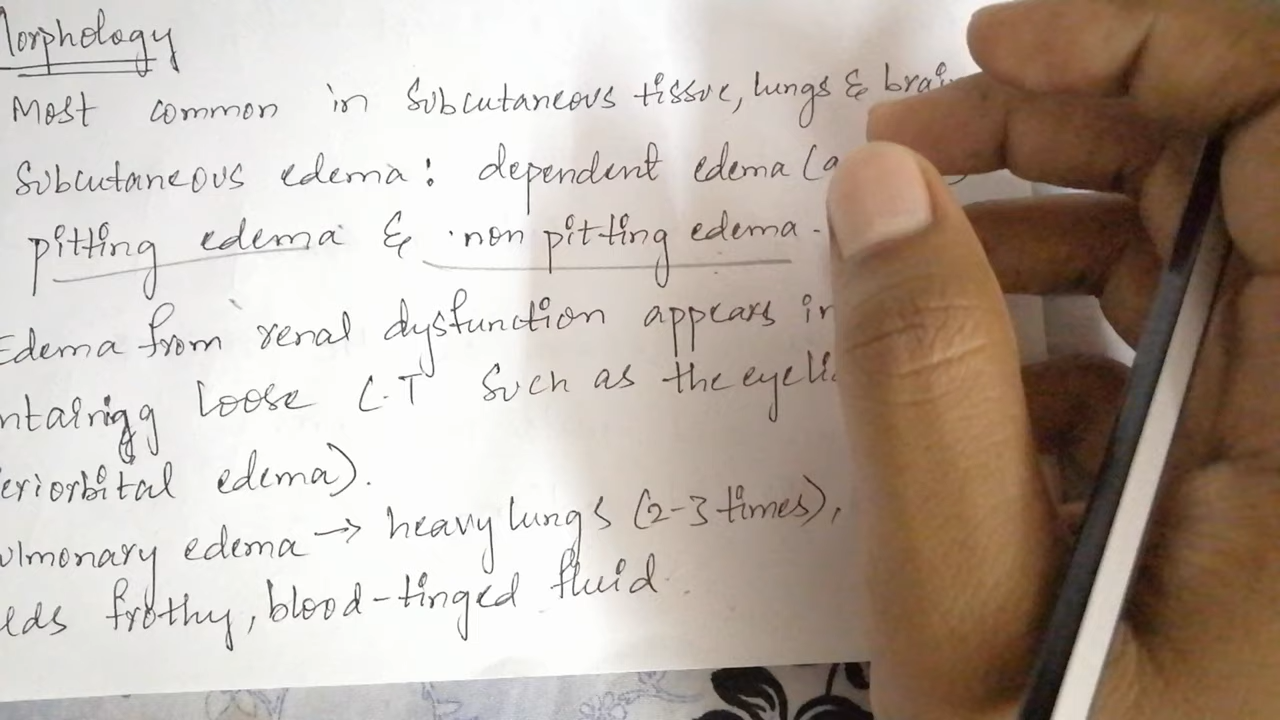 Morphology
Most common in Subcutaneous tissue, lungs & brain
Subcutaneous edema: dependent edema (a
pitting edema & non pitting edema.
Edema from renal dysfunction appears in
ntainigg loose C.T such as the eyeli
eriorbital edema).
ulmonary edema → heavy lungs (2-3 times),
lds frothy, blood-tinged fluid.